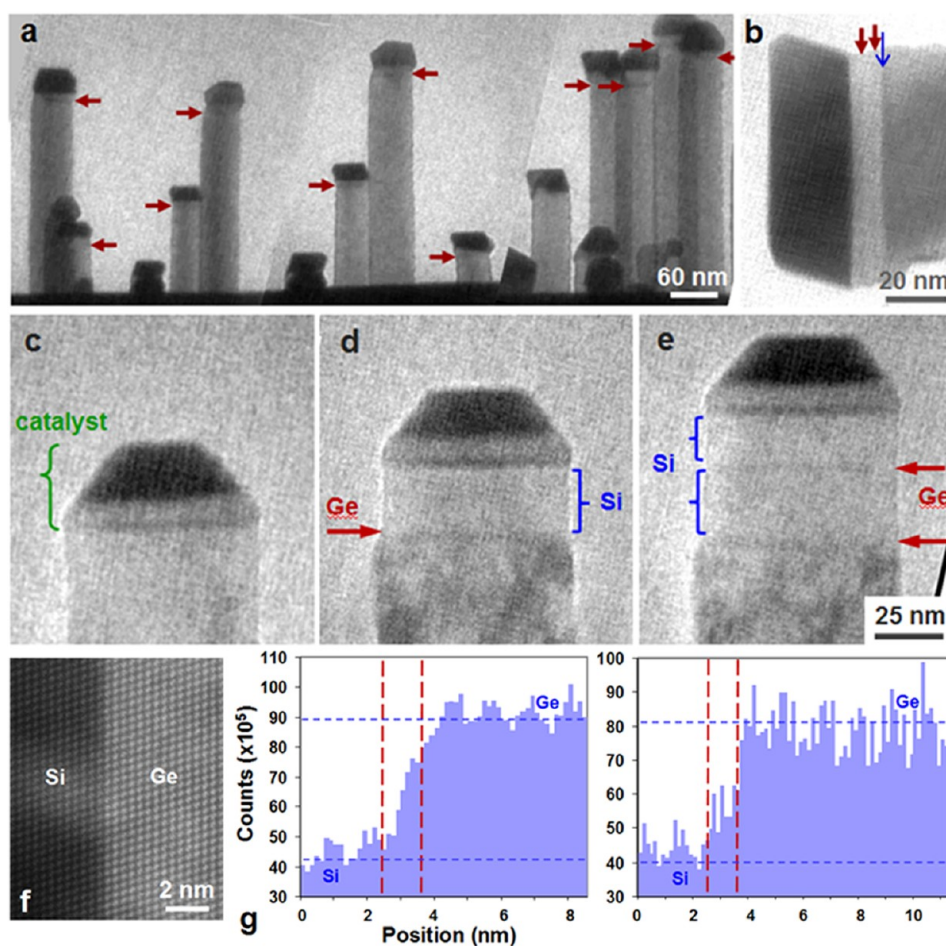 a
60 nm
b
20 nm
c
catalyst
d
Ge
Si
e
Si
Ge
25 nm
Si
Ge
2 nm
f
g
Counts (x10⁵)
110
100
90
80
70
60
50
40
30
Ge
Si
0 2 4 6 8
Position (nm)
100
90
80
70
60
50
40
30
Ge
Si
0 2 4 6 8 10